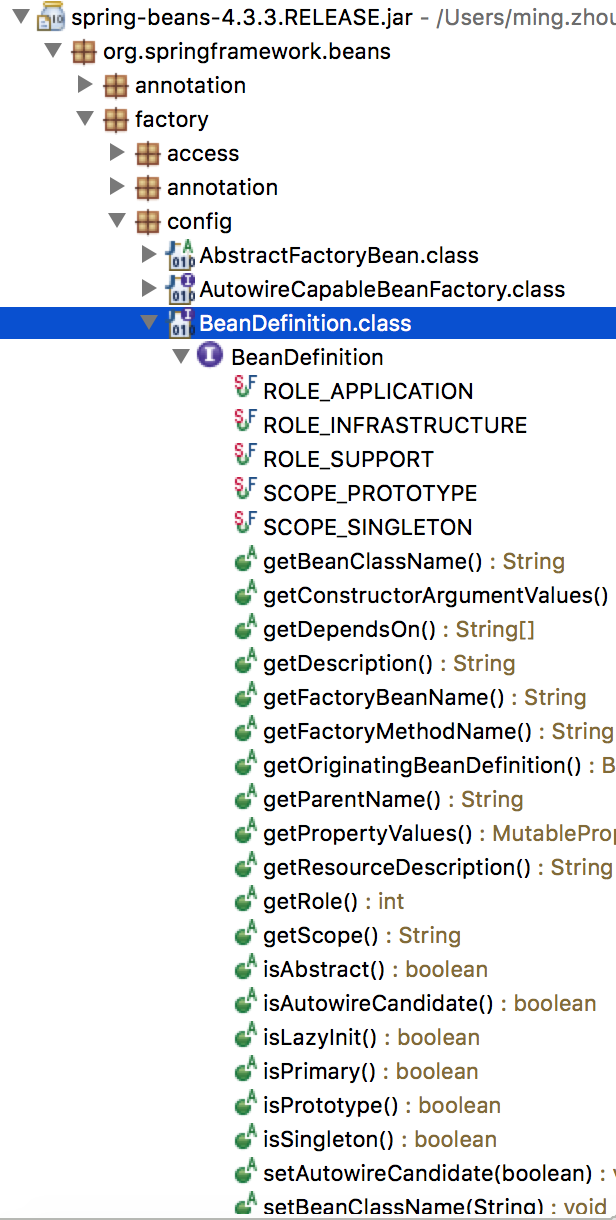 spring-beans-4.3.3.RELEASE.jar - /Users/ming.zhou
org.springframework.beans
annotation
factory
access
annotation
config
AbstractFactoryBean.class
AutowireCapableBeanFactory.class
BeanDefinition.class
BeanDefinition
ROLE_APPLICATION
ROLE_INFRASTRUCTURE
ROLE_SUPPORT
SCOPE_PROTOTYPE
SCOPE_SINGLETON
getBeanClassName() : String
getConstructorArgumentValues()
getDependsOn() : String[]
getDescription() : String
getFactoryBeanName() : String
getFactoryMethodName() : String
getOriginatingBeanDefinition() : B
getParentName() : String
getPropertyValues() : MutableProp
getResourceDescription() : String
getRole() : int
getScope() : String
isAbstract() : boolean
isAutowireCandidate() : boolean
isLazyInit() : boolean
isPrimary() : boolean
isPrototype() : boolean
isSingleton() : boolean
setAutowireCandidate(boolean) :
setBeanClassName(String) : void